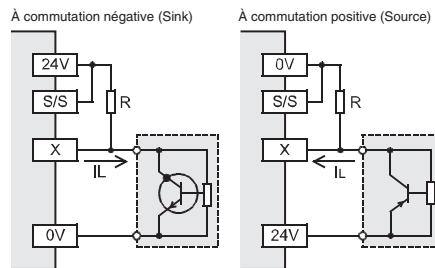 À commutation négative (Sink)
24V
S/S
R
X
IL
0V
À commutation positive (Source)
0V
S/S
R
X
IL
24V